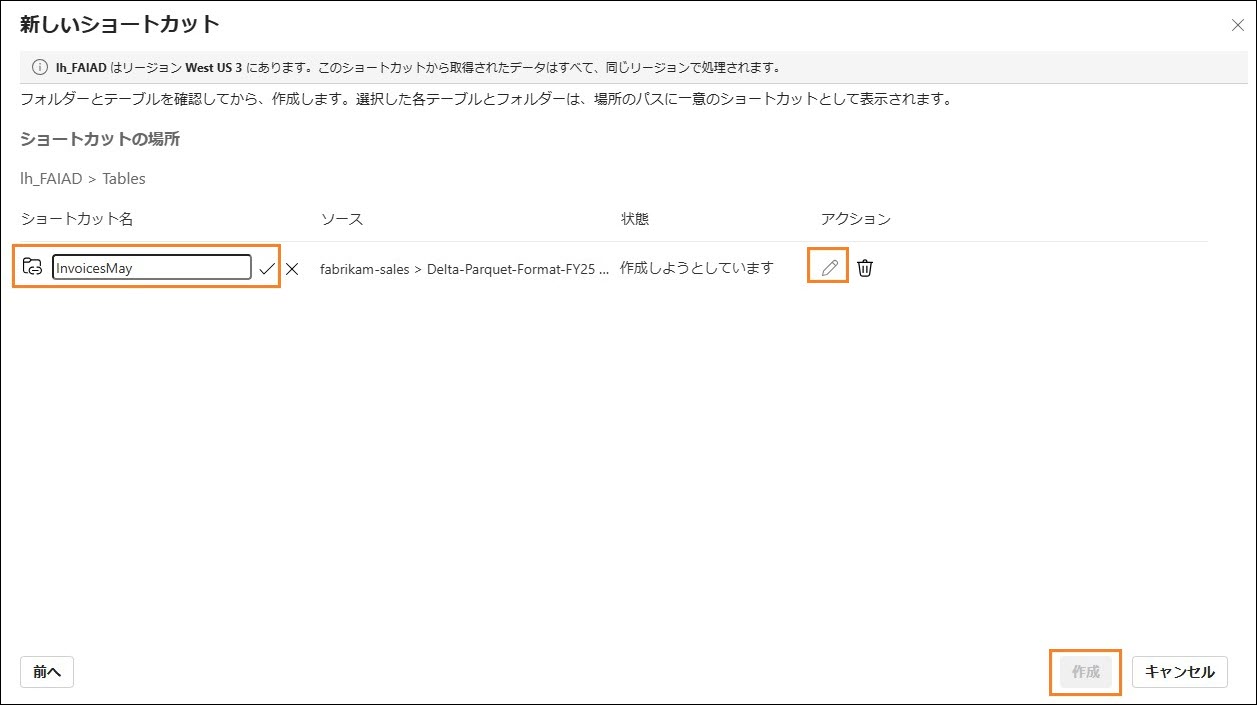 新しいショートカット
lh_FAIAD はリージョン West US 3 にあります。このショートカットから取得されたデータはすべて、同じリージョンで処理されます。
フォルダーとテーブルを確認してから、作成します。選択した各テーブルとフォルダーは、場所のパスに一意のショートカットとして表示されます。
ショートカットの場所
lh_FAIAD > Tables
ショートカット名 ソース 状態 アクション
InvoicesMay fabrikam-sales > Delta-Parquet-Format-FY25 ... 作成しようとしています
前へ 作成 キャンセル